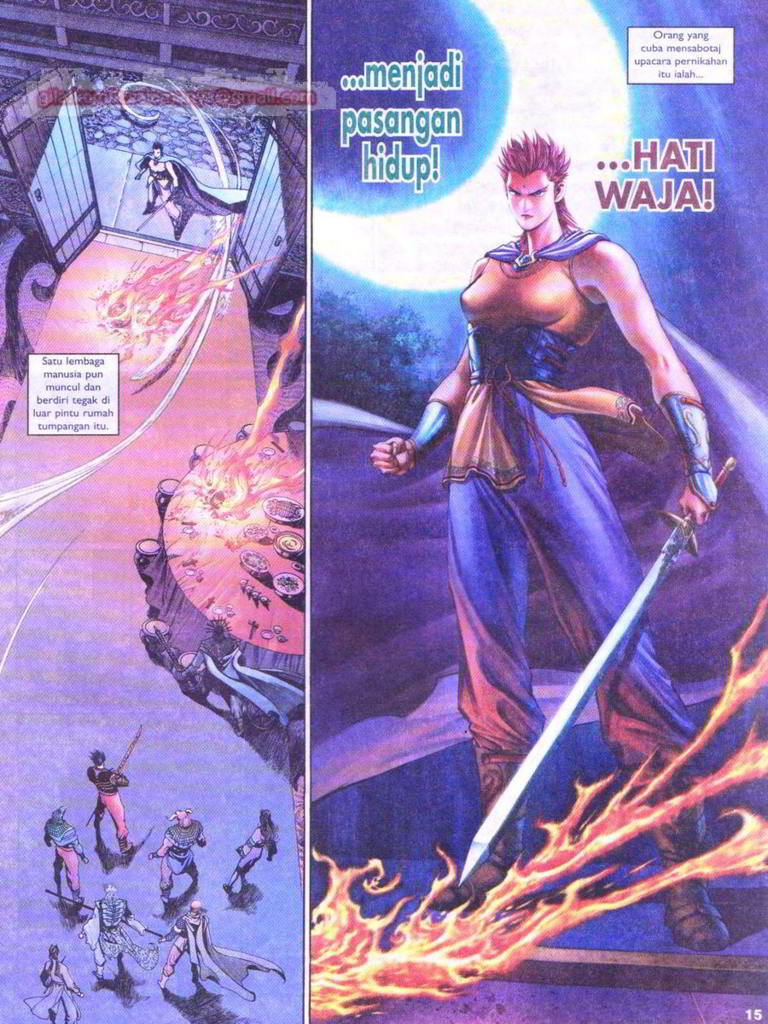 Satu lembaga
manusia pun
muncul dan
berdiri tegak di
luar pintu rumah
tumpangan itu.
...menjadi
pasangan
hidup!
Orang yang
cuba mensabotaj
upacara pernikahan
itu ialah...
...HATI
WAJA!
15